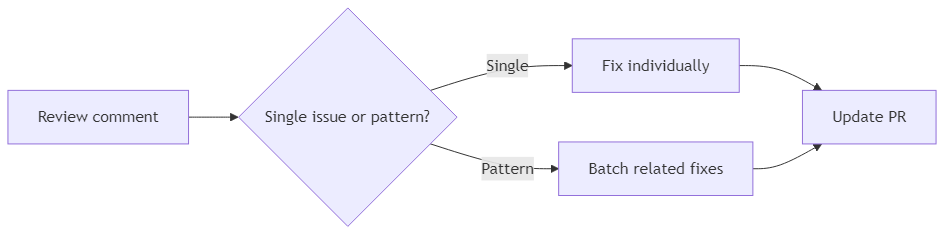 Review comment
Single issue or pattern?
Single
Fix individually
Pattern
Batch related fixes
Update PR